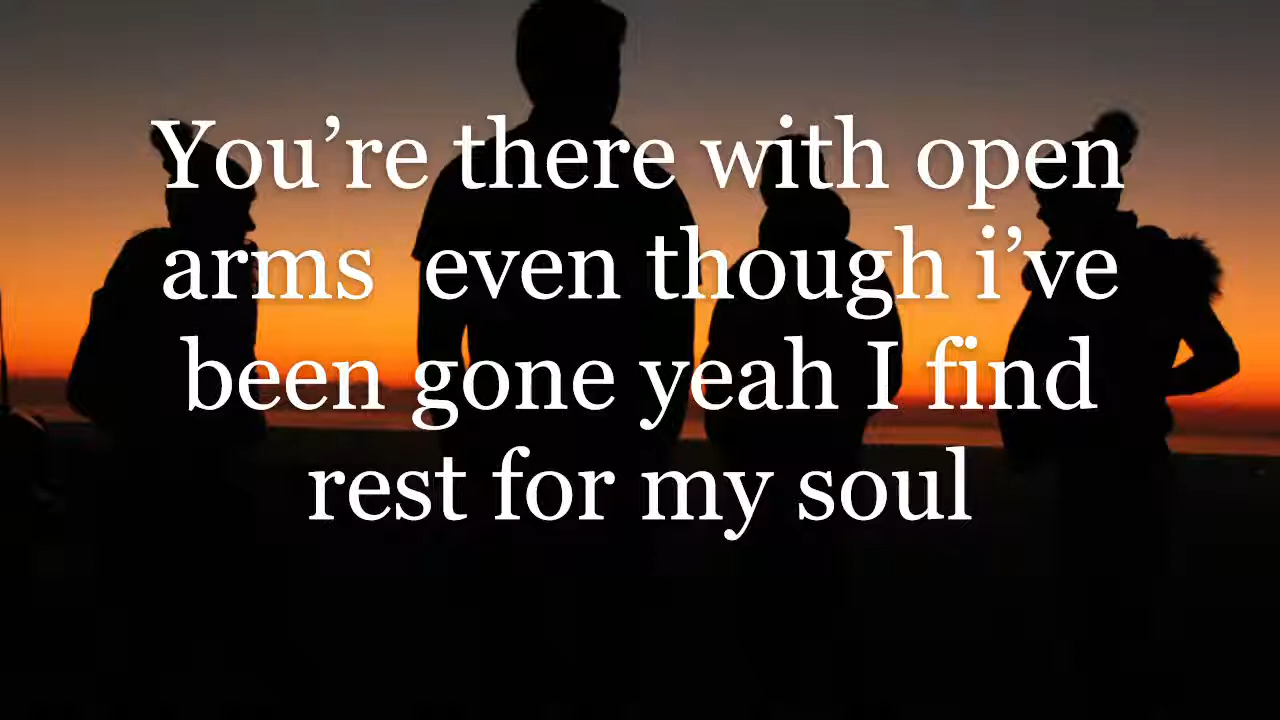 You’re there with open
arms  even though i’ve
been gone yeah I find
rest for my soul